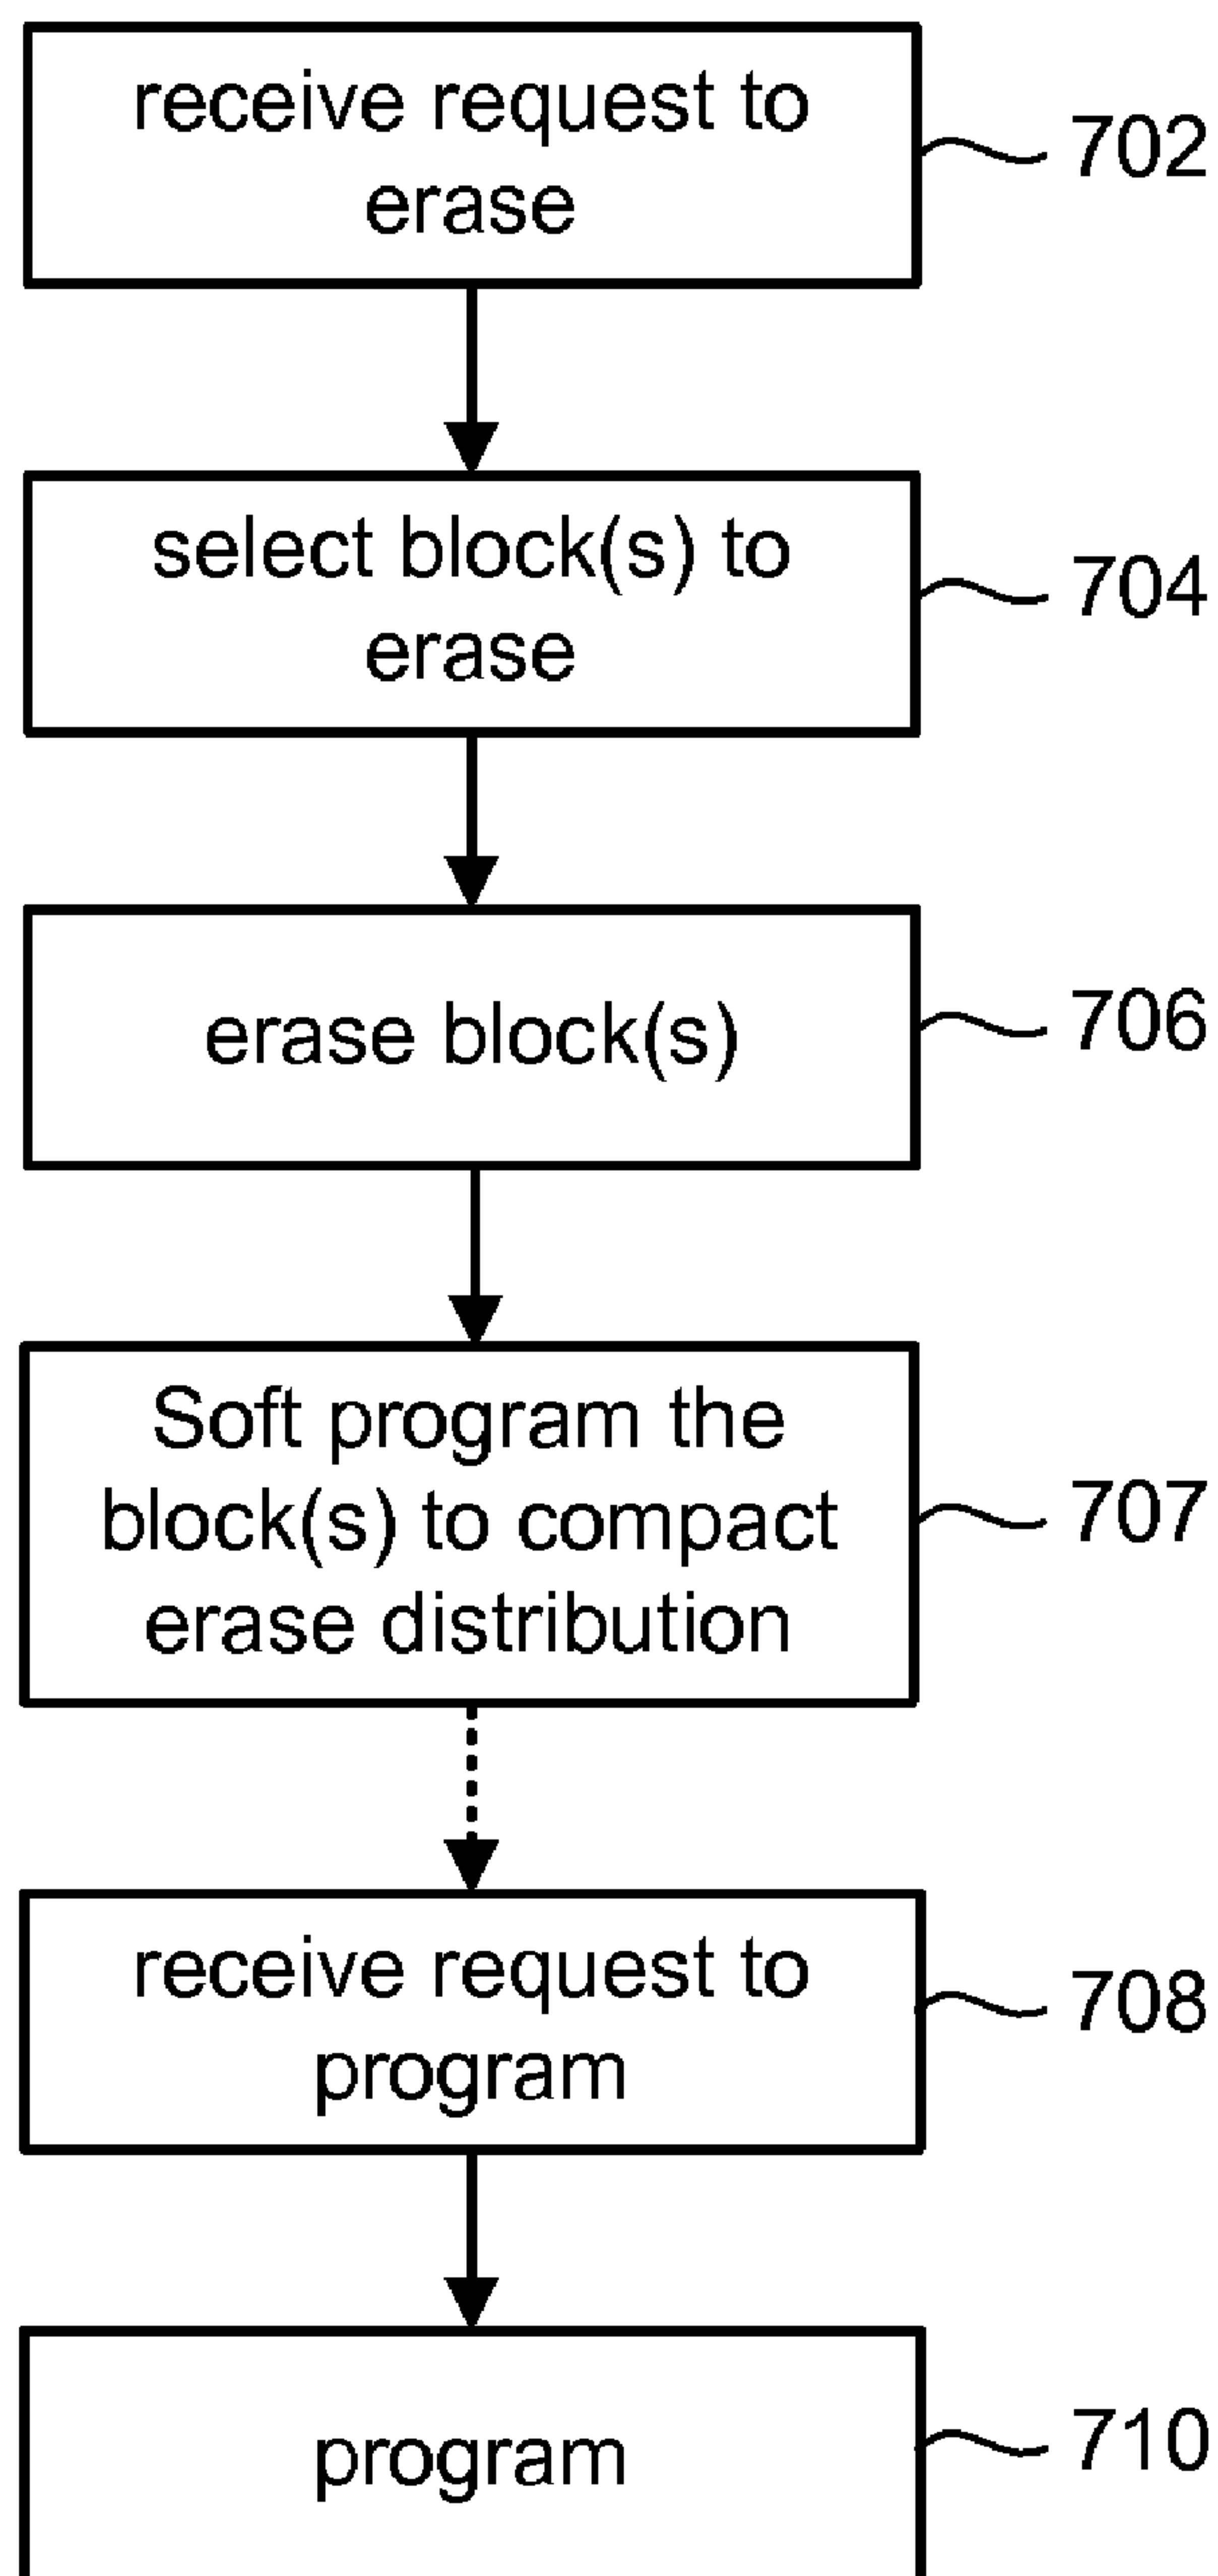 receive request to
erase
702
select block(s) to
erase
704
erase block(s)
706
Soft program the
block(s) to compact
erase distribution
707
receive request to
program
708
program
710